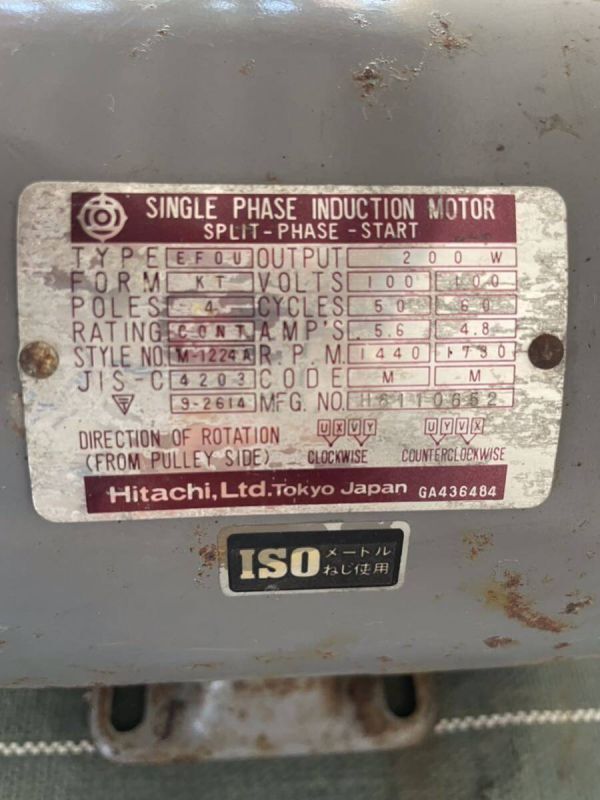 SINGLE PHASE INDUCTION MOTOR
SPLIT-PHASE-START
TYPE EFOU OUTPUT 200 W
FORM KT VOLTS 100 100
POLES 4 CYCLES 50 60
RATING CONT. AMP'S 5.6 4.8
STYLE NO. M-1224A R.P.M. 1440 1730
JIS-C 4203 CODE M M
9-2614 MFG. NO. H6110662
DIRECTION OF ROTATION
(FROM PULLEY SIDE)
U X V Y
CLOCKWISE
U Y V X
COUNTERCLOCKWISE
Hitachi, Ltd. Tokyo Japan GA436484
ISO メートル
ねじ使用